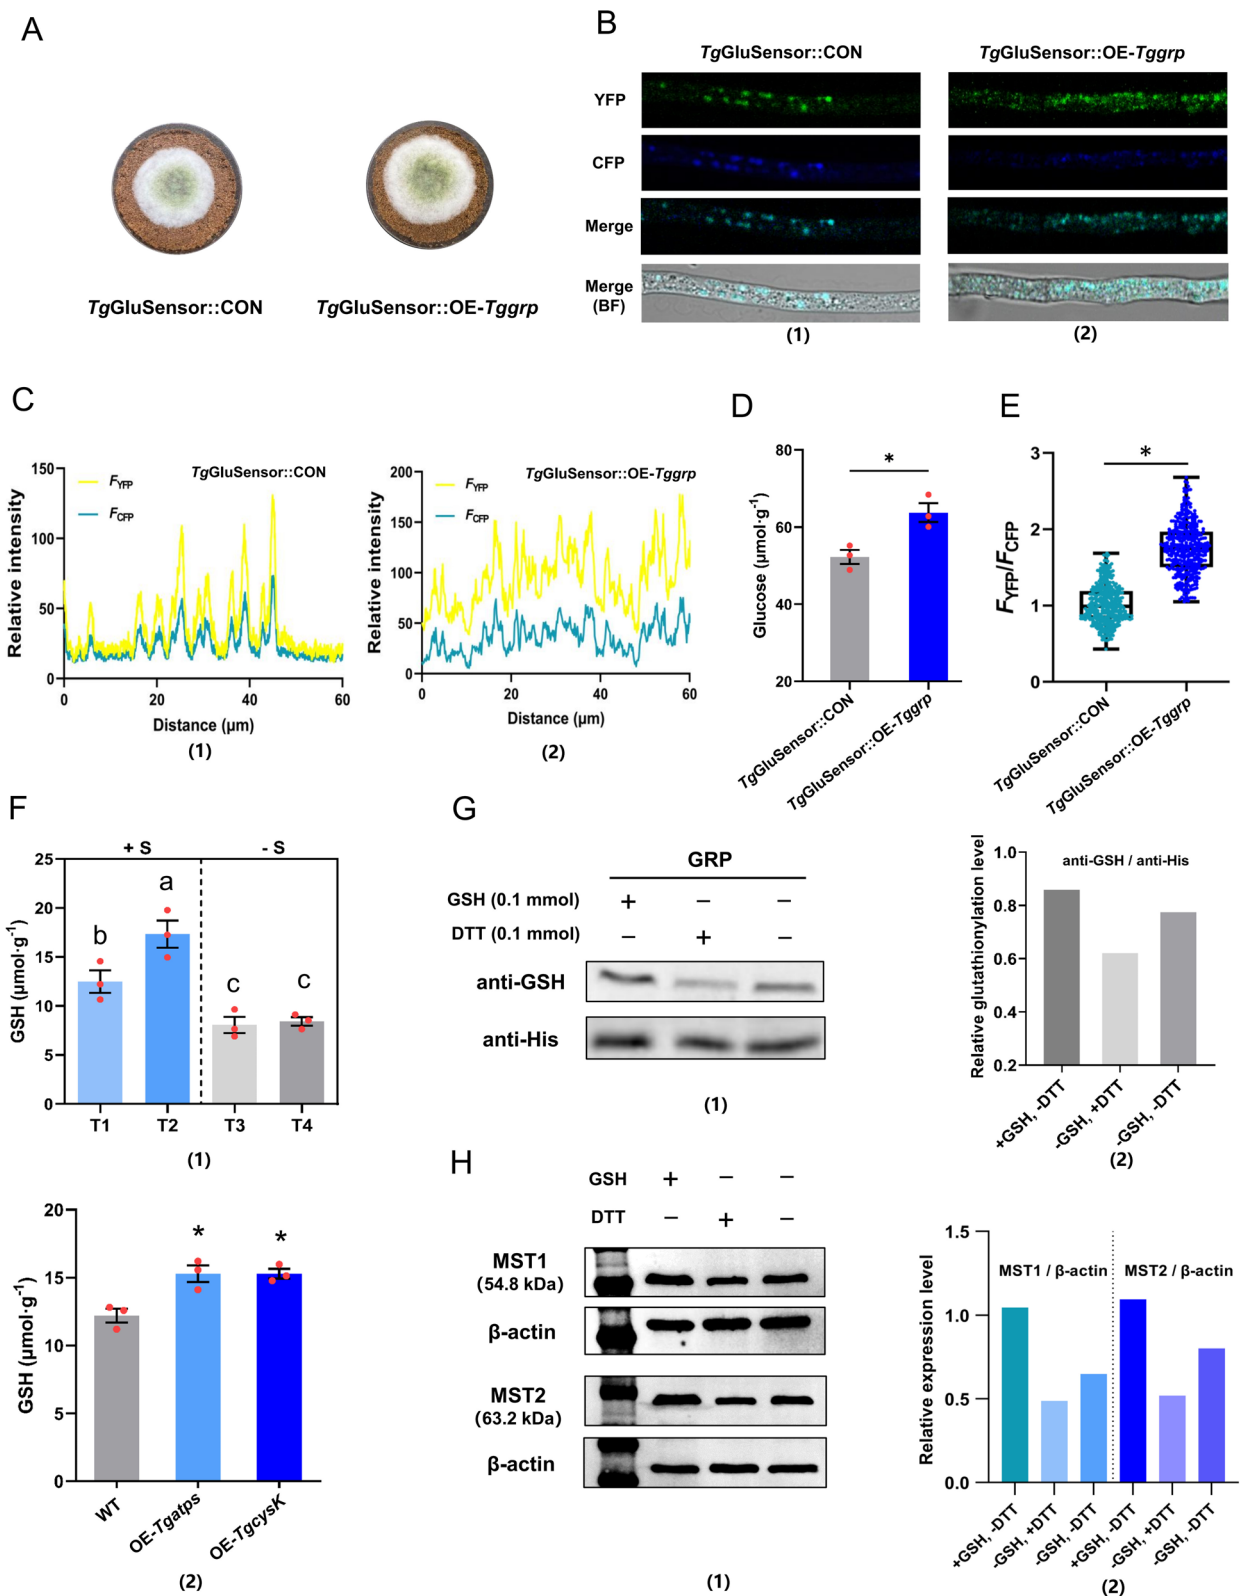 A
TgGluSensor::CON
TgGluSensor::OE-Tggrp
B
TgGluSensor::CON
TgGluSensor::OE-Tggrp
YFP
CFP
Merge
Merge
(BF)
(1)
(2)
C
Relative intensity
150
100
50
0
FYFP
FCFP
TgGluSensor::CON
0
20
40
60
Distance (μm)
(1)
Relative intensity
200
150
100
50
0
FYFP
FCFP
TgGluSensor::OE-Tggrp
0
20
40
60
Distance (μm)
(2)
D
Glucose (μmol·g-1)
80
60
40
20
*
TgGluSensor::CON
TgGluSensor::OE-Tggrp
E
FYFP/FCFP
3
2
1
0
*
TgGluSensor::CON
TgGluSensor::OE-Tggrp
F
+ S
- S
GSH (μmol·g-1)
25
20
15
10
5
0
b
a
c
c
T1
T2
T3
T4
(1)
GSH (μmol·g-1)
20
15
10
5
0
*
*
WT
OE-Tgatps
OE-TgcysK
(2)
G
GRP
GSH (0.1 mmol)
+
−
−
DTT (0.1 mmol)
−
+
−
anti-GSH
anti-His
(1)
Relative glutathionylation level
1.0
0.8
0.6
0.4
0.2
anti-GSH / anti-His
+GSH, -DTT
-GSH, +DTT
-GSH, -DTT
(2)
H
GSH
+
−
−
DTT
−
+
−
MST1
(54.8 kDa)
β-actin
MST2
(63.2 kDa)
β-actin
(1)
Relative expression level
1.5
1.0
0.5
0.0
MST1 / β-actin
MST2 / β-actin
+GSH, -DTT
-GSH, +DTT
-GSH, -DTT
+GSH, -DTT
-GSH, +DTT
-GSH, -DTT
(2)